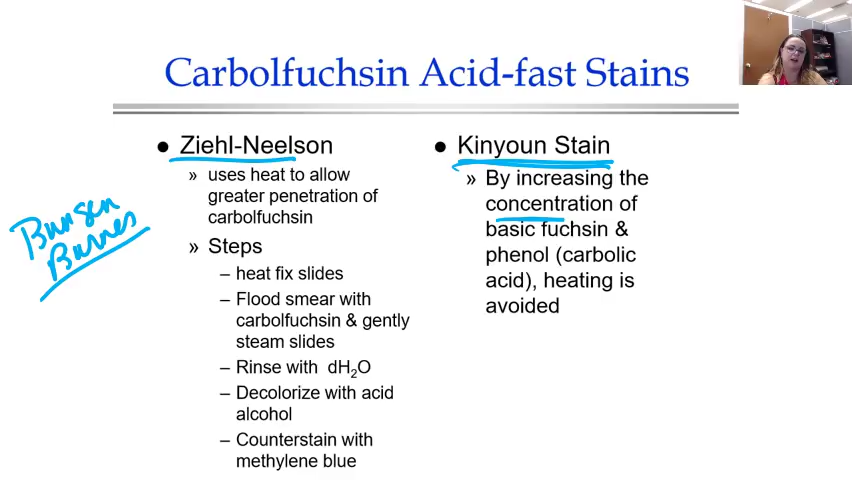 Carbolfuchsin Acid-fast Stains
● Ziehl-Neelson
» uses heat to allow
greater penetration of
carbolfuchsin
» Steps
– heat fix slides
– Flood smear with
carbolfuchsin & gently
steam slides
– Rinse with dH₂O
– Decolorize with acid
alcohol
– Counterstain with
methylene blue
● Kinyoun Stain
» By increasing the
concentration of
basic fuchsin &
phenol (carbolic
acid), heating is
avoided
Bunsen
Burner